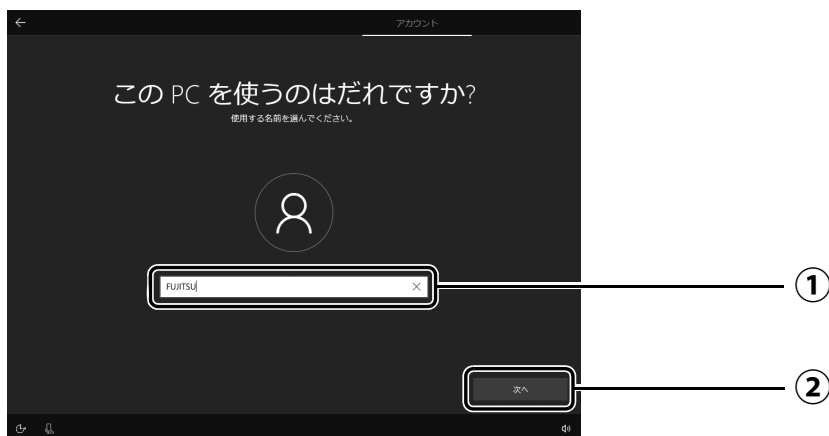 アカウント
この PC を使うのはだれですか?
使用する名前を選んでください。
FUJITSU
①
次へ
②